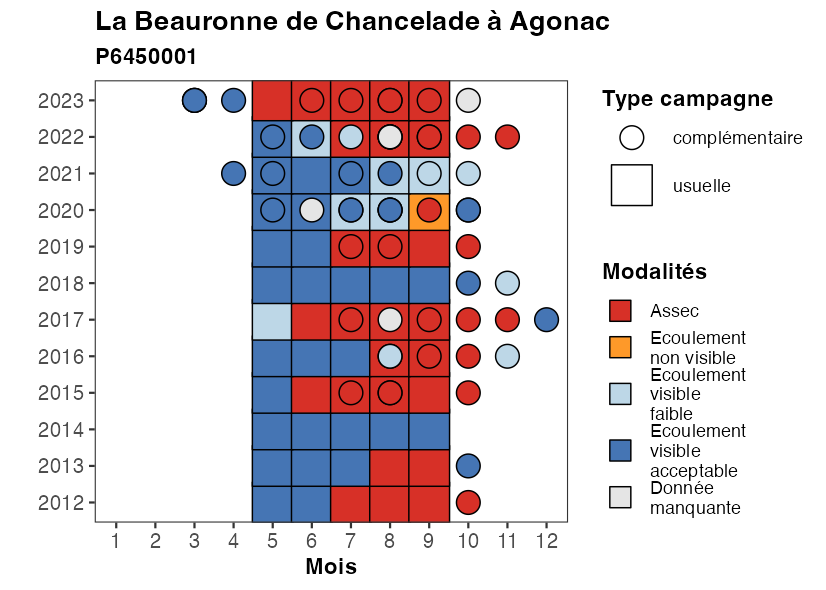 La Beauronne de Chancelade à Agonac
P6450001
2023
2022
2021
2020
2019
2018
2017
2016
2015
2014
2013
2012
1 2 3 4 5 6 7 8 9 10 11 12
Mois
Type campagne
complémentaire
usuelle
Modalités
Assec
Ecoulement
non visible
Ecoulement
visible
faible
Ecoulement
visible
acceptable
Donnée
manquante